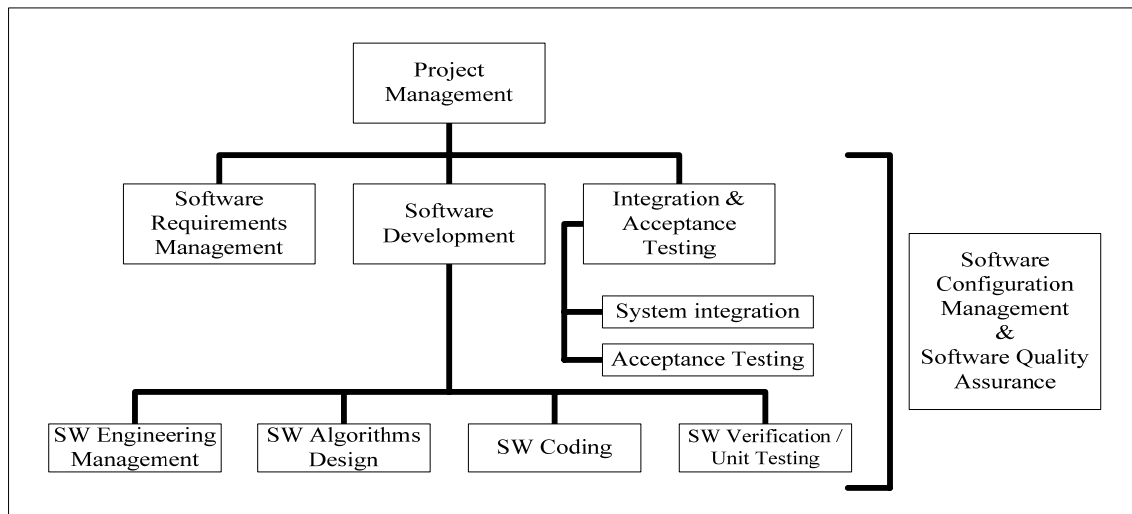 Project
Management
Software
Requirements
Management
Software
Development
Integration &
Acceptance
Testing
System integration
Acceptance Testing
SW Engineering
Management
SW Algorithms
Design
SW Coding
SW Verification /
Unit Testing
Software
Configuration
Management
&
Software Quality
Assurance